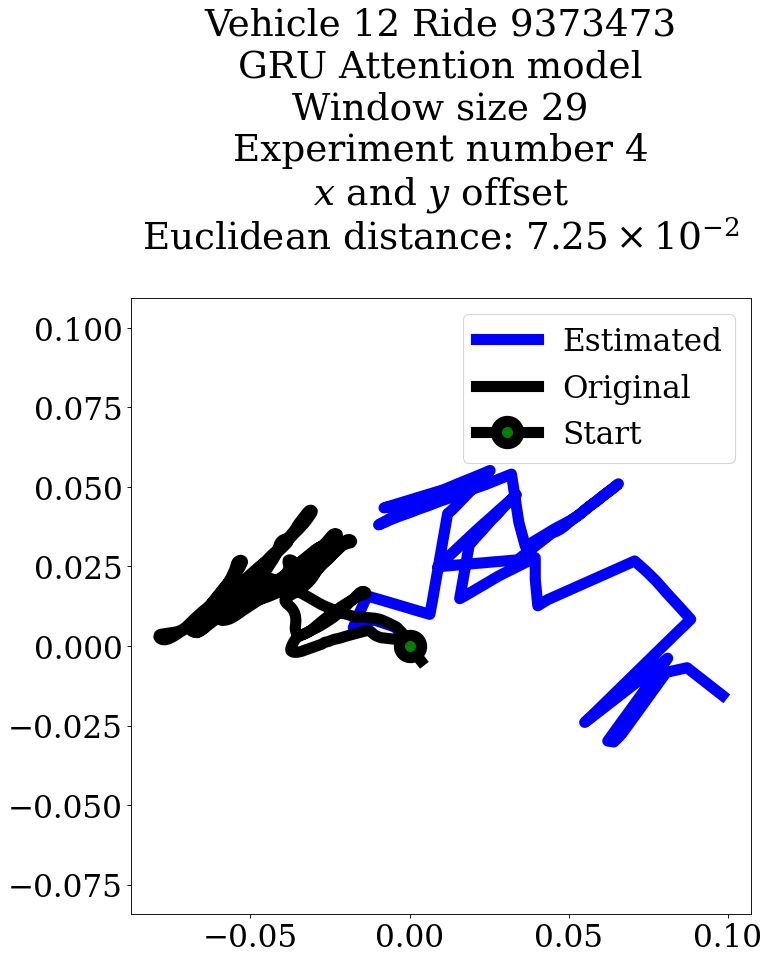 Vehicle 12 Ride 9373473
GRU Attention model
Window size 29
Experiment number 4
x and y offset
Euclidean distance: 7.25 × 10⁻²
Estimated
Original
Start
0.100
0.075
0.050
0.025
0.000
−0.025
−0.050
−0.075
−0.05 0.00 0.05 0.10